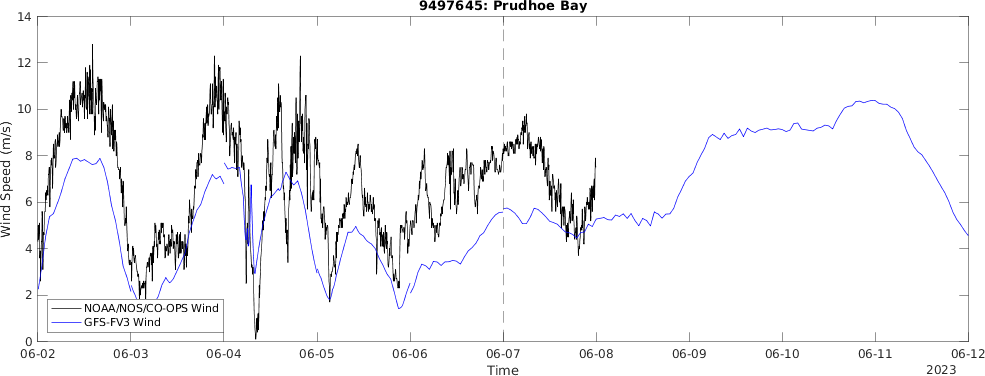 9497645: Prudhoe Bay
14
12
10
8
6
4
2
0
Wind Speed (m/s)
NOAA/NOS/CO-OPS Wind
GFS-FV3 Wind
06-02 06-03 06-04 06-05 06-06 06-07 06-08 06-09 06-10 06-11 06-12
Time
2023